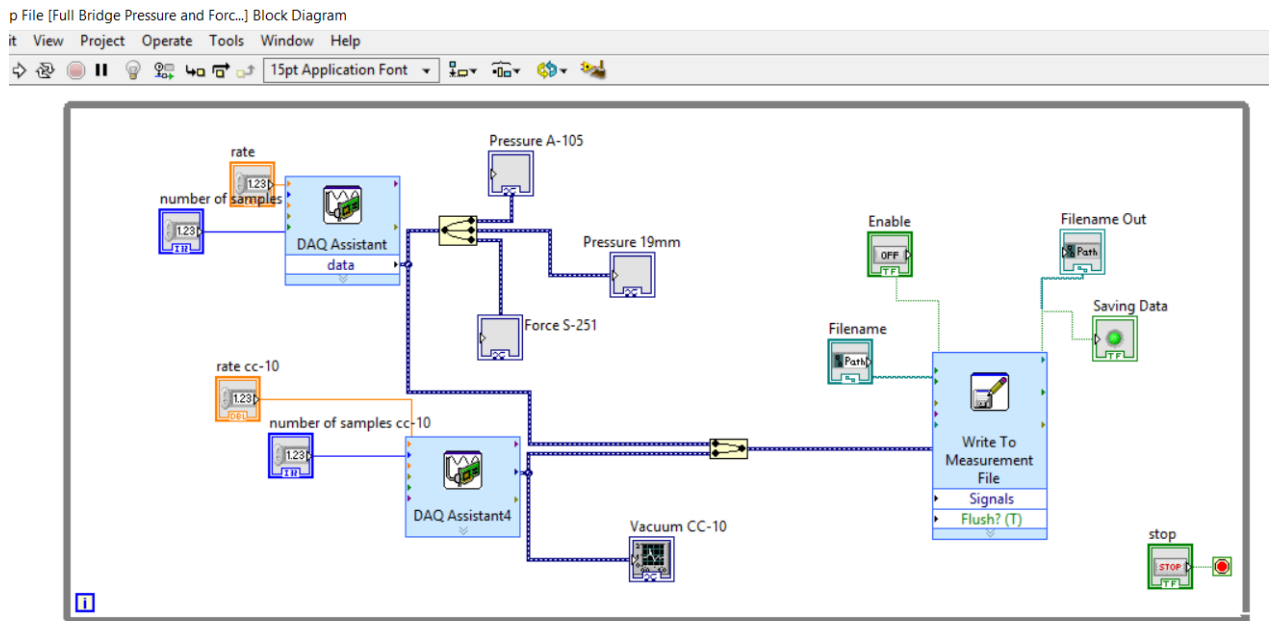 p File [Full Bridge Pressure and Forc...] Block Diagram
it View Project Operate Tools Window Help
15pt Application Font
Pressure A-105
rate
1.23
number of samples
1.23
DAQ Assistant
data
Pressure 19mm
Enable
OFF
TF
Filename Out
Path
Force S-251
Saving Data
TF
Filename
Path
rate cc-10
1.23
DBL
number of samples cc-10
1.23
DAQ Assistant4
Write To
Measurement
File
Signals
Flush? (T)
Vacuum CC-10
stop
STOP
TF
i